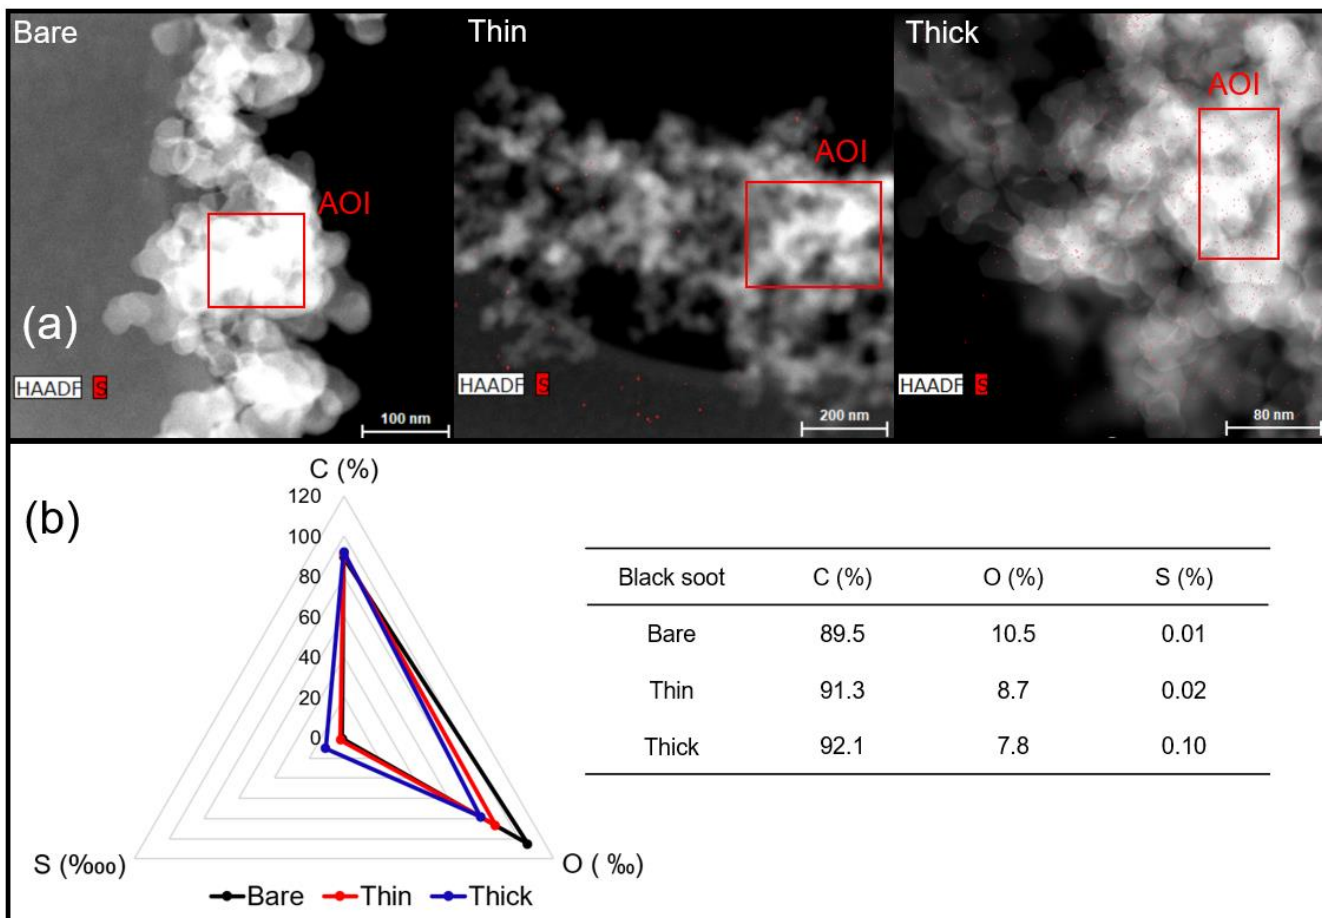 Bare
Thin
Thick
AOI
AOI
AOI
(a)
HAADF S
HAADF S
HAADF S
100 nm
200 nm
80 nm
(b)
C (%)
120
100
80
60
40
20
0
S (%ooo)
O ( ‰)
Bare Thin Thick
Black soot C (%) O (%) S (%)
Bare 89.5 10.5 0.01
Thin 91.3 8.7 0.02
Thick 92.1 7.8 0.10